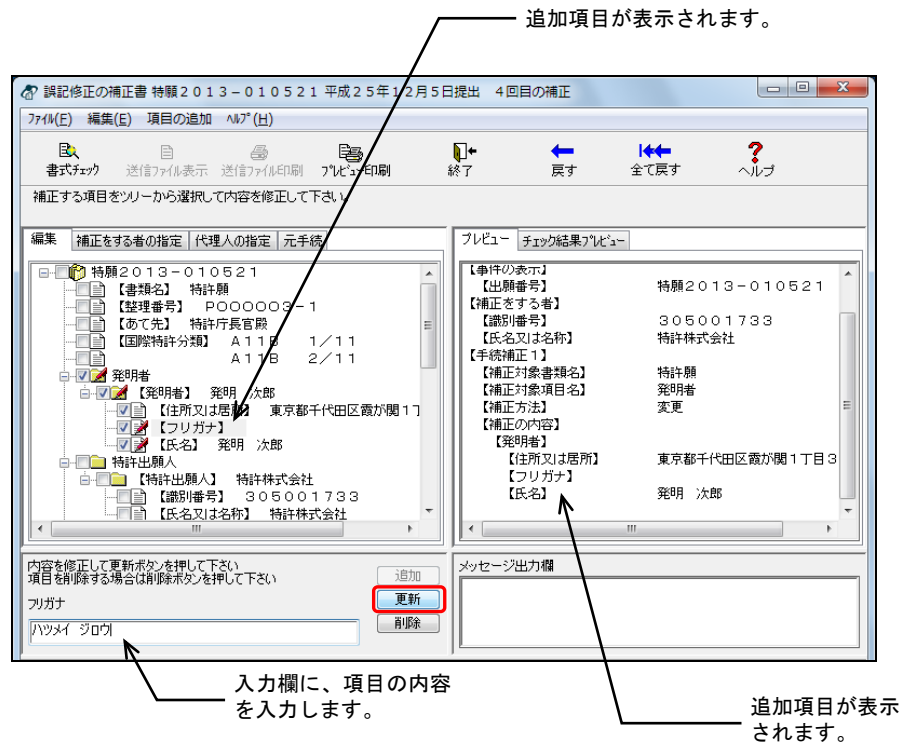 追加項目が表示されます。
誤記修正の補正書 特願２０１３－０１０５２１ 平成２５年１２月５日提出 ４回目の補正
ﾌｧｲﾙ(F) 編集(E) 項目の追加 ﾍﾙﾌﾟ(H)
書式ﾁｪｯｸ 送信ﾌｧｲﾙ表示 送信ﾌｧｲﾙ印刷 ﾌﾟﾚﾋﾞｭｰ印刷 終了 戻す 全て戻す ヘルプ
補正する項目をツリーから選択して内容を修正して下さい。
編集 補正をする者の指定 代理人の指定 元手続
特願２０１３－０１０５２１
【書類名】 特許願
【整理番号】 Ｐ０００００３－１
【あて先】 特許庁長官殿
【国際特許分類】 Ａ１１Ｂ １／１１
Ａ１１Ｂ ２／１１
発明者
【発明者】 発明 次郎
【住所又は居所】 東京都千代田区霞が関１丁
【フリガナ】
【氏名】 発明 次郎
特許出願人
【特許出願人】 特許株式会社
【識別番号】 ３０５００１７３３
【氏名又は名称】 特許株式会社
プレビュー ﾁｪｯｸ結果ﾌﾟﾚﾋﾞｭｰ
【事件の表示】
【出願番号】 特願２０１３－０１０５２１
【補正をする者】
【識別番号】 ３０５００１７３３
【氏名又は名称】 特許株式会社
【手続補正１】
【補正対象書類名】 特許願
【補正対象項目名】 発明者
【補正方法】 変更
【補正の内容】
【発明者】
【住所又は居所】 東京都千代田区霞が関１丁目３
【フリガナ】
【氏名】 発明 次郎
内容を修正して更新ボタンを押して下さい
項目を削除する場合は削除ボタンを押して下さい
追加
フリガナ
更新
ハツメイ ジロウ
削除
メッセージ出力欄
入力欄に、項目の内容
を入力します。
追加項目が表示
されます。